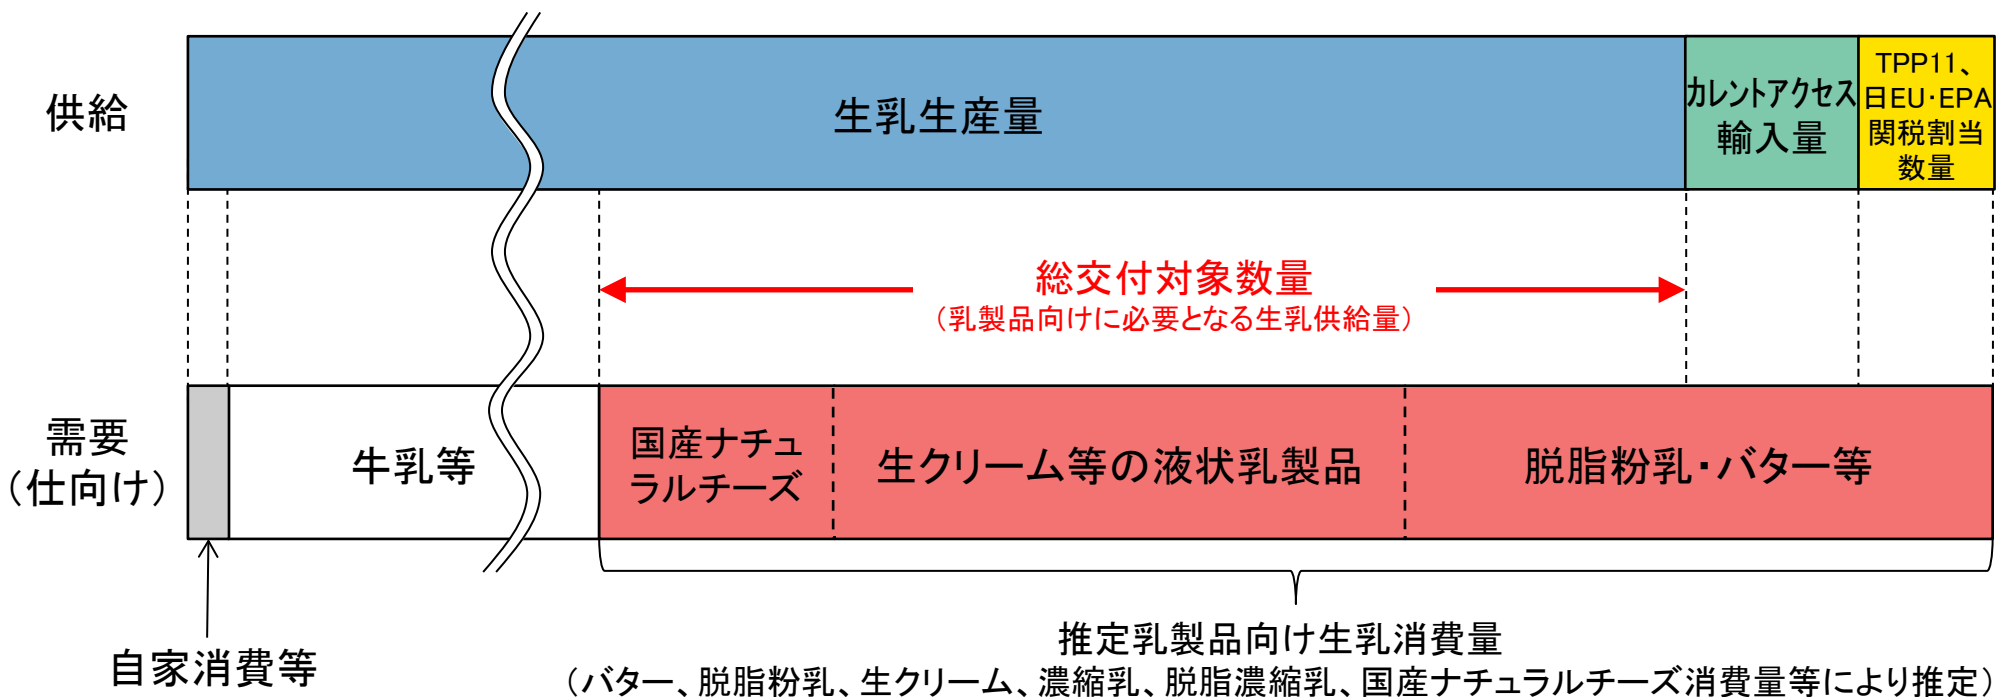 供給
生乳生産量
カレントアクセス
輸入量
TPP11、
日EU・EPA
関税割当
数量
総交付対象数量
（乳製品向けに必要となる生乳供給量）
需要
（仕向け）
牛乳等
国産ナチュ
ラルチーズ
生クリーム等の液状乳製品
脱脂粉乳・バター等
自家消費等
推定乳製品向け生乳消費量
（バター、脱脂粉乳、生クリーム、濃縮乳、脱脂濃縮乳、国産ナチュラルチーズ消費量等により推定）